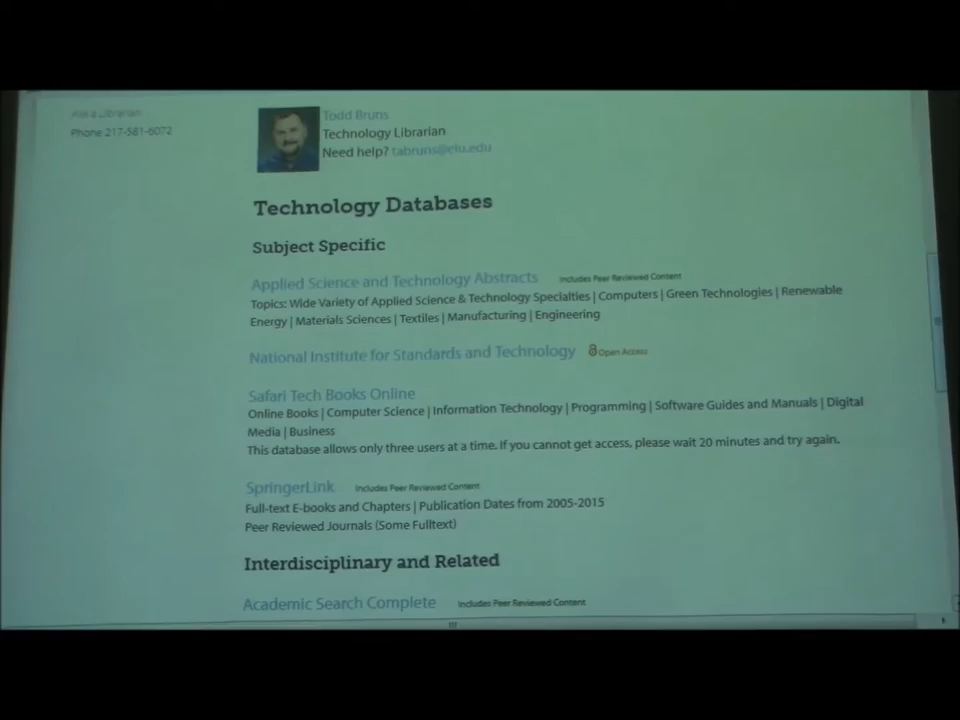 Ask a Librarian
Phone 217-581-6072
Todd Bruns
Technology Librarian
Need help? tabruns@eiu.edu
Technology Databases
Subject Specific
Applied Science and Technology Abstracts Includes Peer Reviewed Content
Topics: Wide Variety of Applied Science & Technology Specialties | Computers | Green Technologies | Renewable
Energy | Materials Sciences | Textiles | Manufacturing | Engineering
National Institute for Standards and Technology Open Access
Safari Tech Books Online
Online Books | Computer Science | Information Technology | Programming | Software Guides and Manuals | Digital
Media | Business
This database allows only three users at a time. If you cannot get access, please wait 20 minutes and try again.
SpringerLink Includes Peer Reviewed Content
Full-text E-books and Chapters | Publication Dates from 2005-2015
Peer Reviewed Journals (Some Fulltext)
Interdisciplinary and Related
Academic Search Complete Includes Peer Reviewed Content